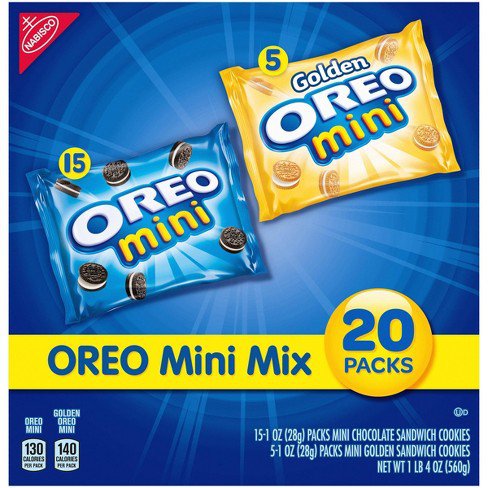 NABISCO
5
Golden
OREO
mini
15
OREO
mini
OREO Mini Mix
20
PACKS
OREO
MINI
130
CALORIES
PER PACK
GOLDEN
OREO
MINI
140
CALORIES
PER PACK
U D
15-1 OZ (28g) PACKS MINI CHOCOLATE SANDWICH COOKIES
5-1 OZ (28g) PACKS MINI GOLDEN SANDWICH COOKIES
NET WT 1 LB 4 OZ (560g)